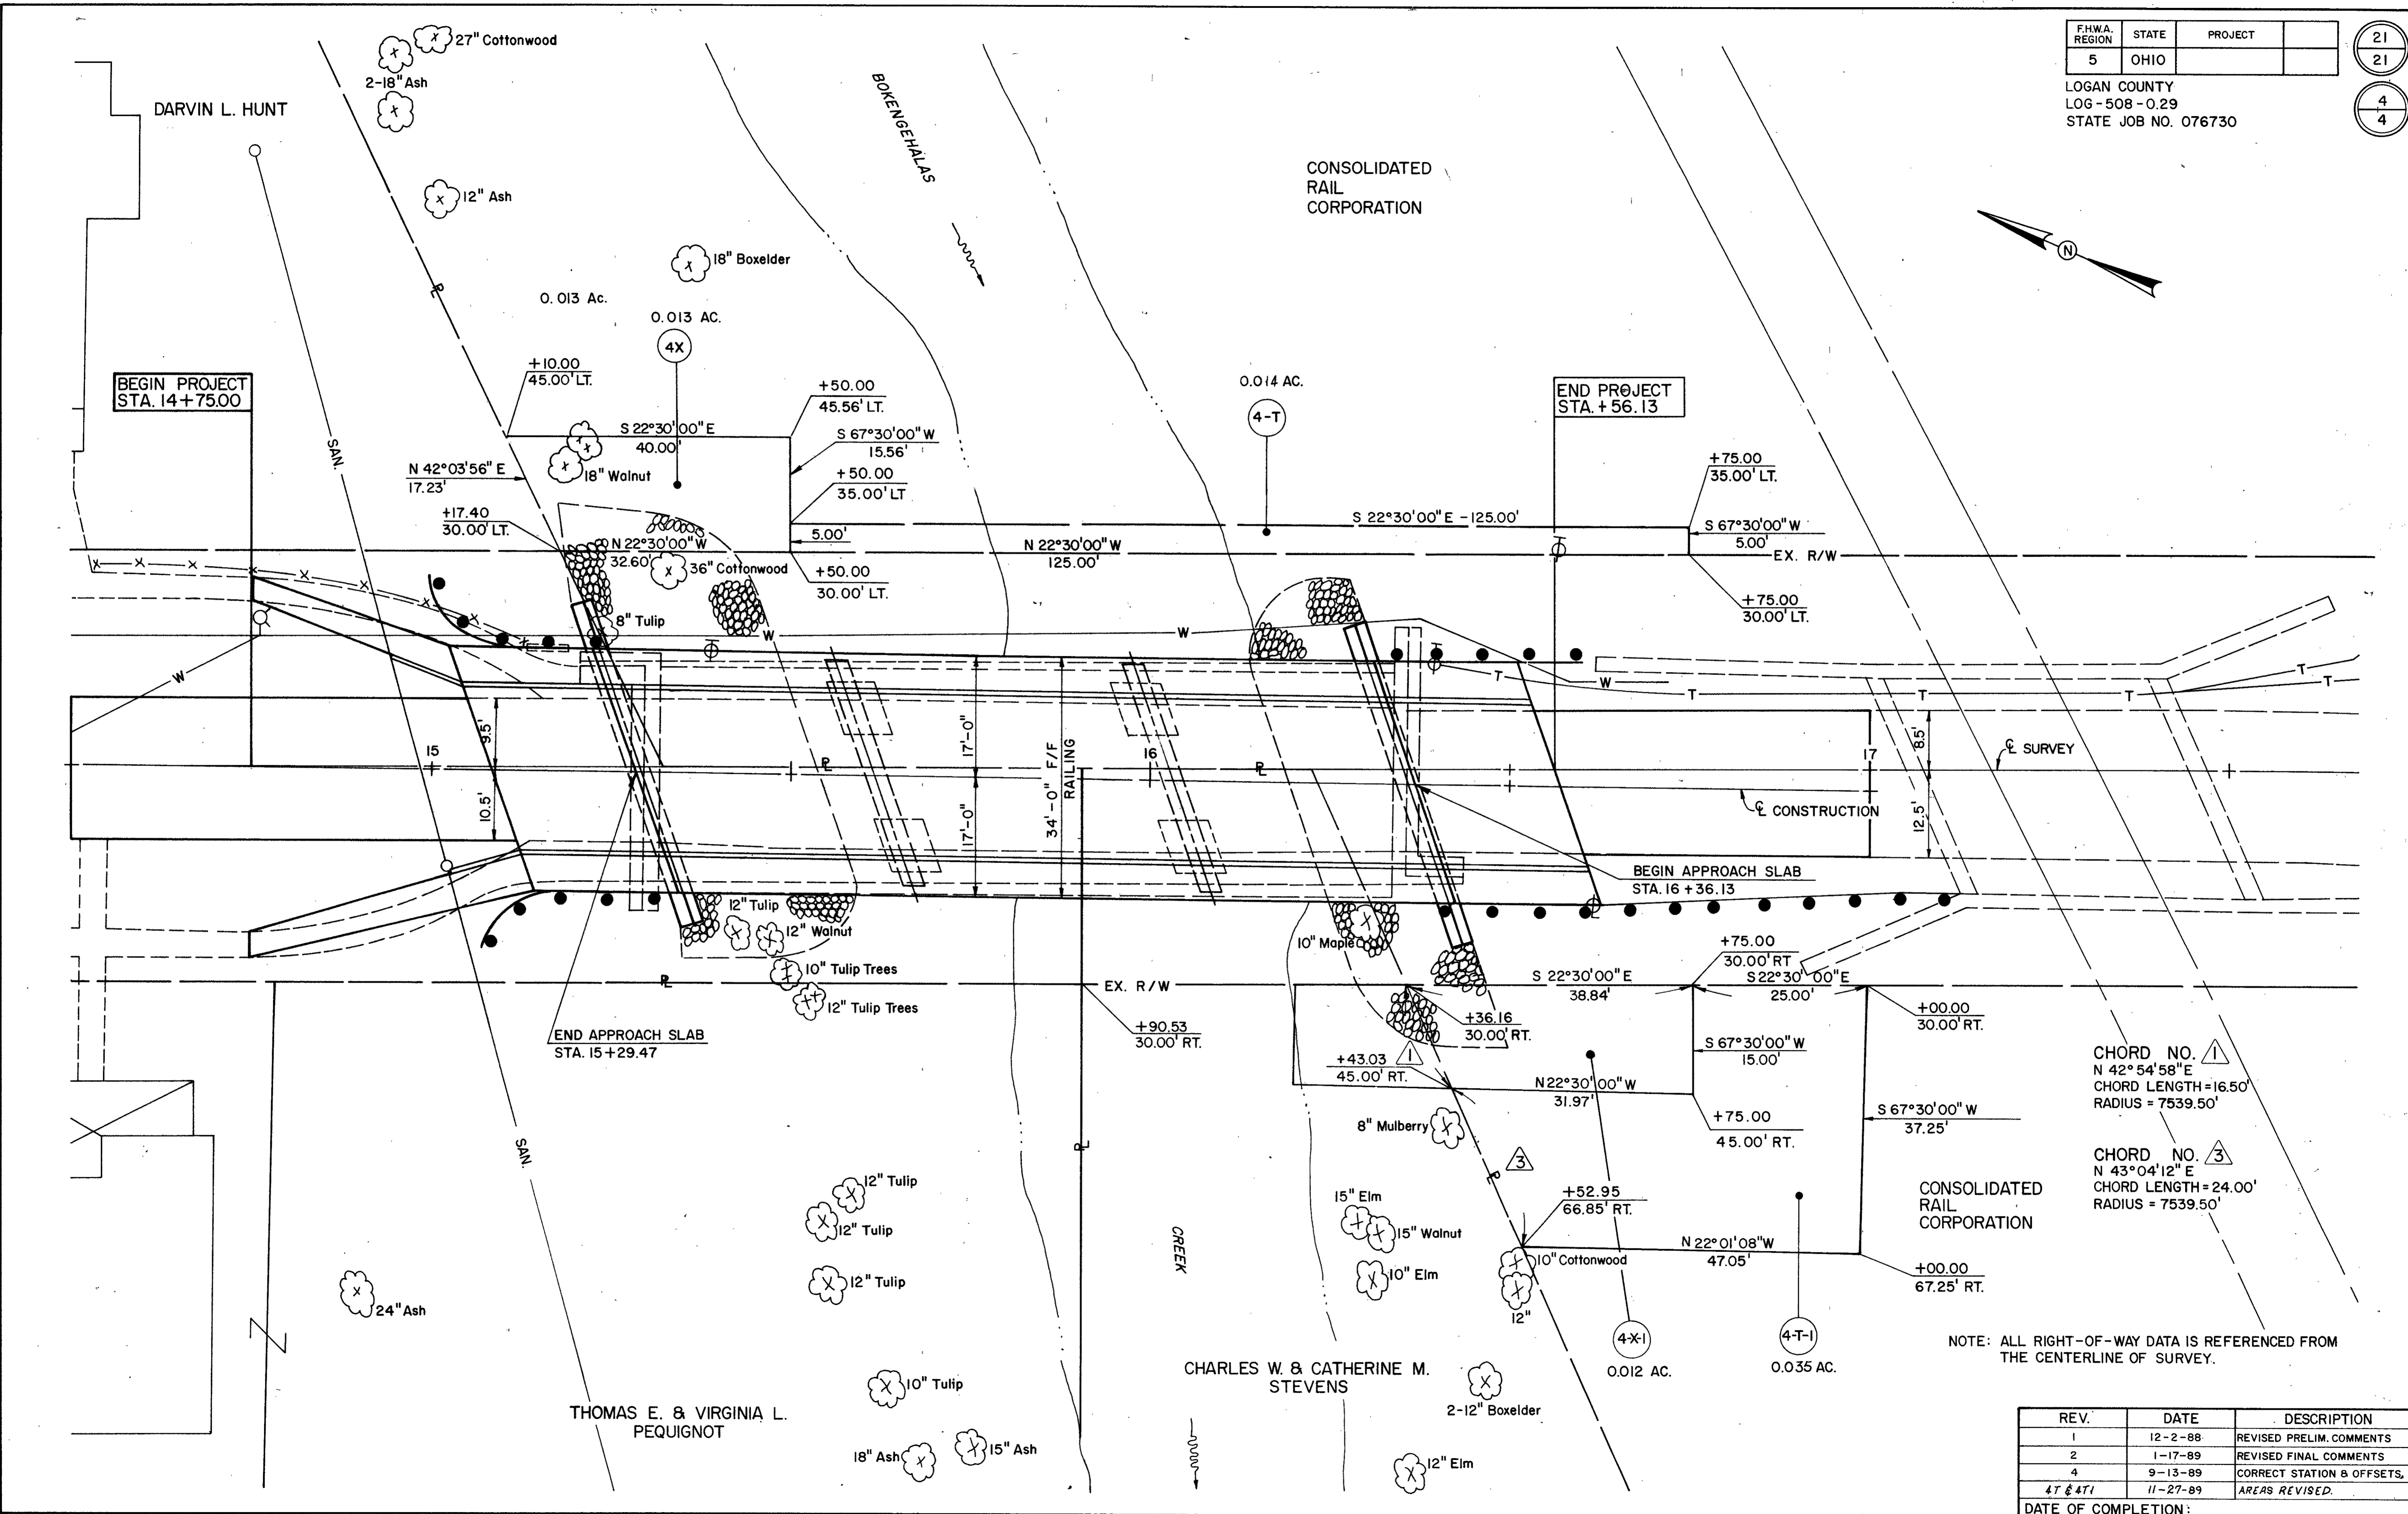 F.H.W.A. REGION STATE PROJECT
5 OHIO
21
21
LOGAN COUNTY
LOG-508-0.29
STATE JOB NO. 076730
4
4
27" Cottonwood
2-18" Ash
DARVIN L. HUNT
12" Ash
BOKENGEHALAS
CONSOLIDATED
RAIL
CORPORATION
N
18" Boxelder
0.013 Ac.
0.013 AC.
4X
BEGIN PROJECT
STA. 14+75.00
+10.00
45.00' LT.
+50.00
45.56' LT.
0.014 AC.
4-T
END PROJECT
STA. +56.13
SAN.
S 22°30'00" E
40.00'
S 67°30'00" W
15.56'
N 42°03'56" E
17.23'
18" Walnut
+50.00
35.00' LT
+75.00
35.00' LT.
+17.40
30.00' LT.
S 22°30'00" E -125.00'
S 67°30'00" W
5.00'
N 22°30'00" W
32.60'
5.00'
N 22°30'00" W
125.00'
EX. R/W
36" Cottonwood
+50.00
30.00' LT.
+75.00
30.00' LT.
8" Tulip
W
W
W
W
T
T
T
T
T
T
15
9.5'
10.5'
17'-0"
17'-0"
34'-0" F/F
RAILING
16
17
8.5'
12.5'
℄ SURVEY
℄ CONSTRUCTION
BEGIN APPROACH SLAB
STA. 16+36.13
12" Tulip
12" Walnut
10" Tulip Trees
12" Tulip Trees
10" Maple
+75.00
30.00' RT
S 22°30'00" E
38.84'
S 22°30'00" E
25.00'
EX. R/W
+00.00
30.00' RT.
+36.16
30.00' RT.
+90.53
30.00' RT.
END APPROACH SLAB
STA. 15+29.47
+43.03
45.00' RT.
1
S 67°30'00" W
15.00'
N 22°30'00" W
31.97'
+75.00
45.00' RT.
S 67°30'00" W
37.25'
CHORD NO. 1
N 42°54'58" E
CHORD LENGTH = 16.50'
RADIUS = 7539.50'
CHORD NO. 3
N 43°04'12" E
CHORD LENGTH = 24.00'
RADIUS = 7539.50'
8" Mulberry
3
SAN.
12" Tulip
12" Tulip
12" Tulip
+52.95
66.85' RT.
CONSOLIDATED
RAIL
CORPORATION
15" Elm
15" Walnut
10" Elm
CREEK
10" Cottonwood
12"
N 22°01'08" W
47.05'
+00.00
67.25' RT.
24" Ash
4-X-1
0.012 AC.
4-T-1
0.035 AC.
NOTE: ALL RIGHT-OF-WAY DATA IS REFERENCED FROM
THE CENTERLINE OF SURVEY.
10" Tulip
CHARLES W. & CATHERINE M.
STEVENS
2-12" Boxelder
THOMAS E. & VIRGINIA L.
PEQUIGNOT
18" Ash
15" Ash
12" Elm
REV. DATE DESCRIPTION
1 12-2-88 REVISED PRELIM. COMMENTS
2 1-17-89 REVISED FINAL COMMENTS
4 9-13-89 CORRECT STATION & OFFSETS,
4T & 4T1 11-27-89 AREAS REVISED.
DATE OF COMPLETION: